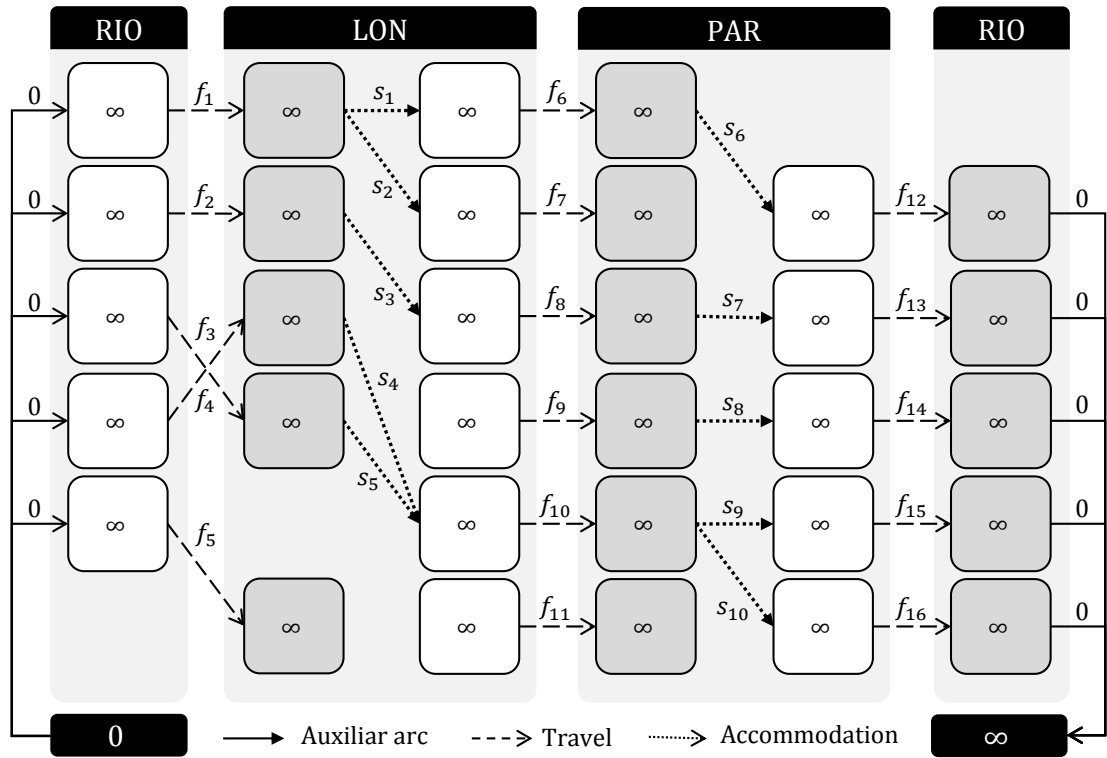 RIO LON PAR RIO
0 ∞ f₁ ∞ s₁ ∞ f₆ ∞ s₆
s₂
0 ∞ f₂ ∞ ∞ f₇ ∞ ∞ f₁₂ ∞ 0
s₃
0 ∞ f₃ ∞ ∞ f₈ ∞ s₇ ∞ f₁₃ ∞ 0
s₄
0 ∞ f₄ ∞ ∞ f₉ ∞ s₈ ∞ f₁₄ ∞ 0
s₅
0 ∞ f₅ ∞ f₁₀ ∞ s₉ ∞ f₁₅ ∞ 0
s₁₀
∞ ∞ f₁₁ ∞ ∞ f₁₆ ∞ 0
0 Auxiliar arc Travel Accommodation ∞